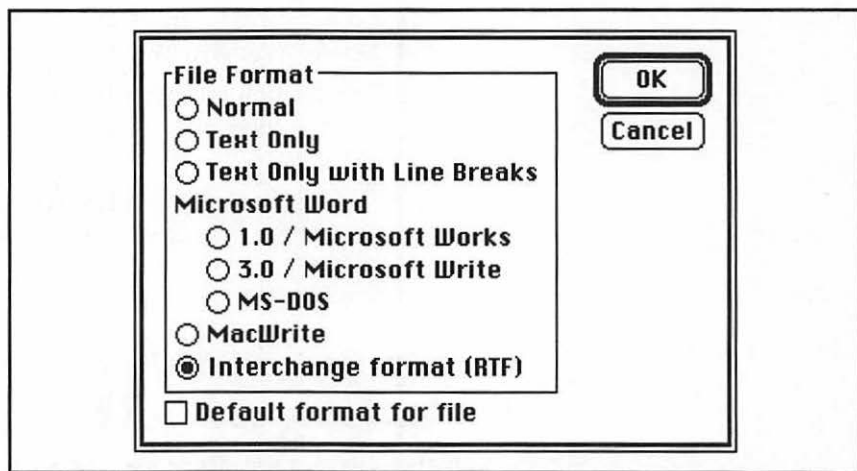 File Format
Normal
Text Only
Text Only with Line Breaks
Microsoft Word
1.0 / Microsoft Works
3.0 / Microsoft Write
MS-DOS
MacWrite
Interchange format (RTF)
Default format for file
OK
Cancel